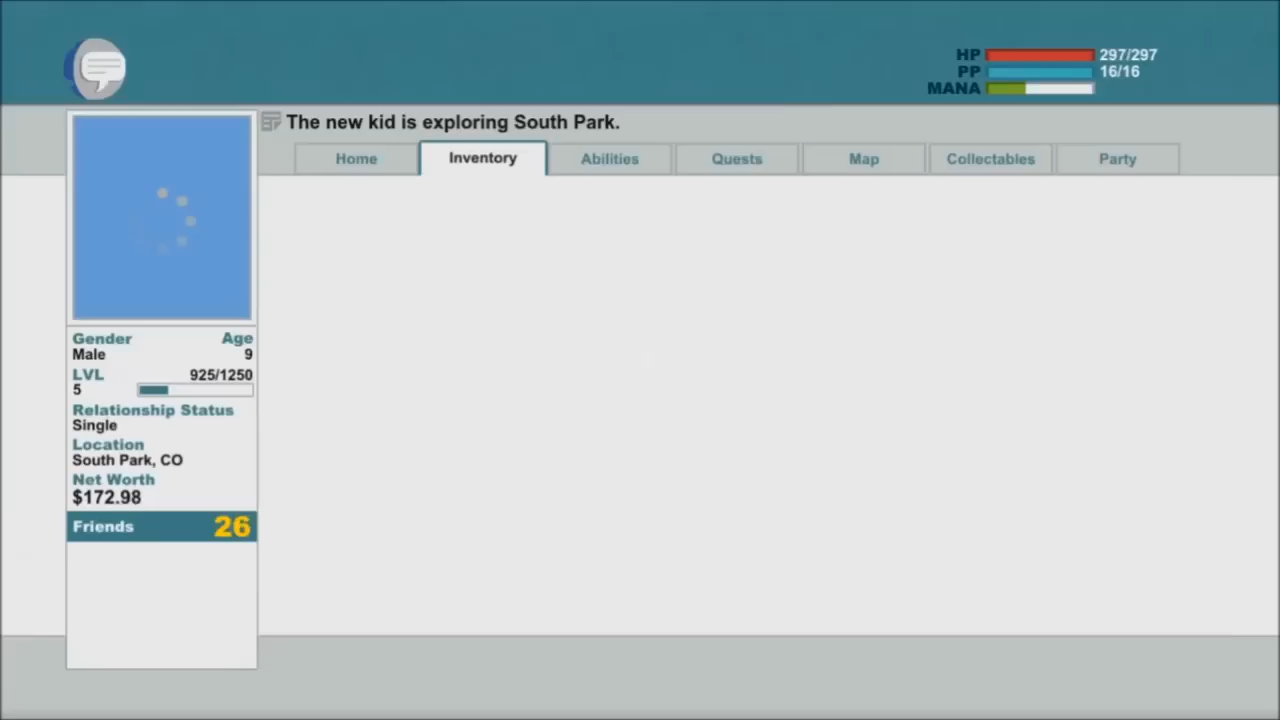 HP 297/297
PP 16/16
MANA
The new kid is exploring South Park.
Home Inventory Abilities Quests Map Collectables Party
Gender Age
Male 9
LVL 925/1250
5
Relationship Status
Single
Location
South Park, CO
Net Worth
$172.98
Friends 26